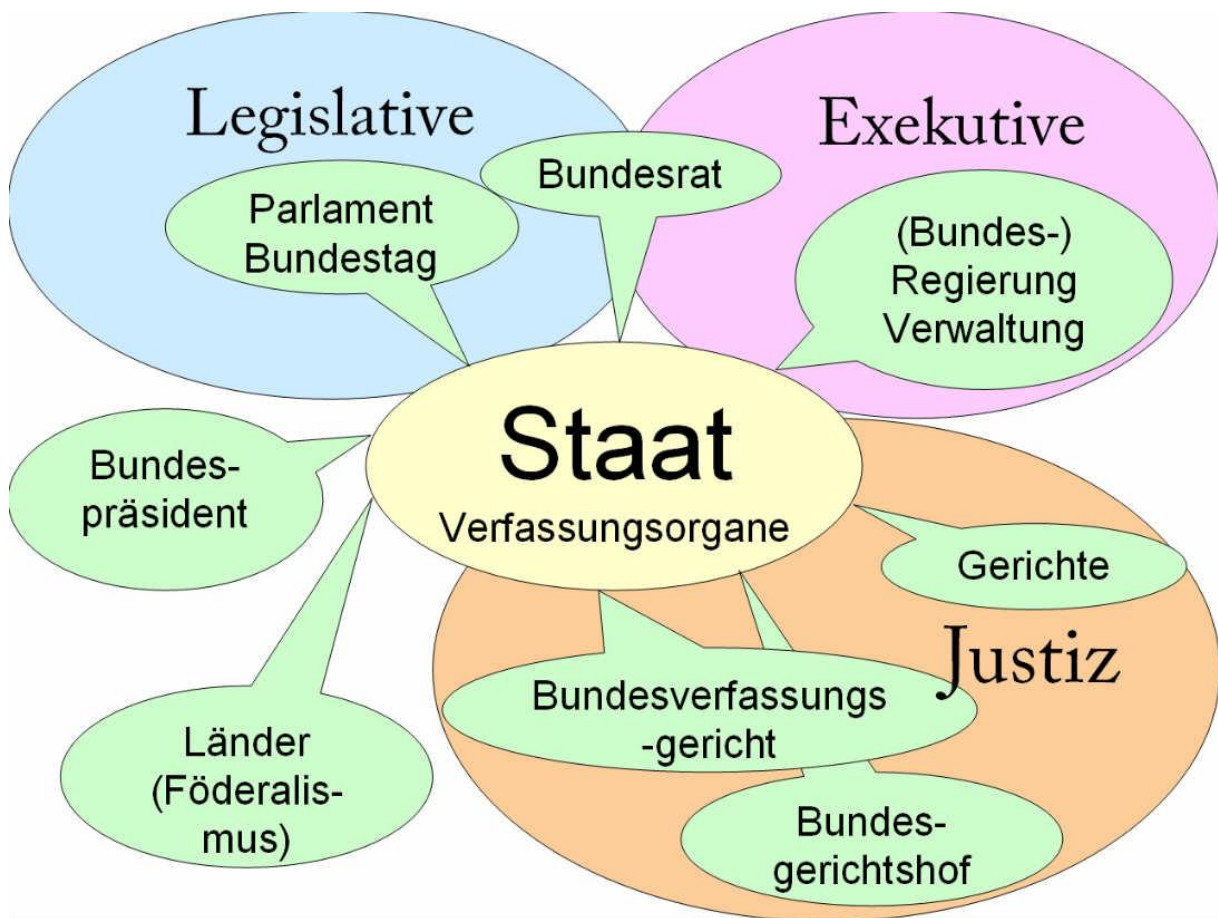 Legislative
Exekutive
Bundesrat
Parlament
Bundestag
(Bundes-)
Regierung
Verwaltung
Staat
Verfassungsorgane
Bundes-
präsident
Gerichte
Justiz
Bundesverfassungs
-gericht
Länder
(Föderalis-
mus)
Bundes-
gerichtshof